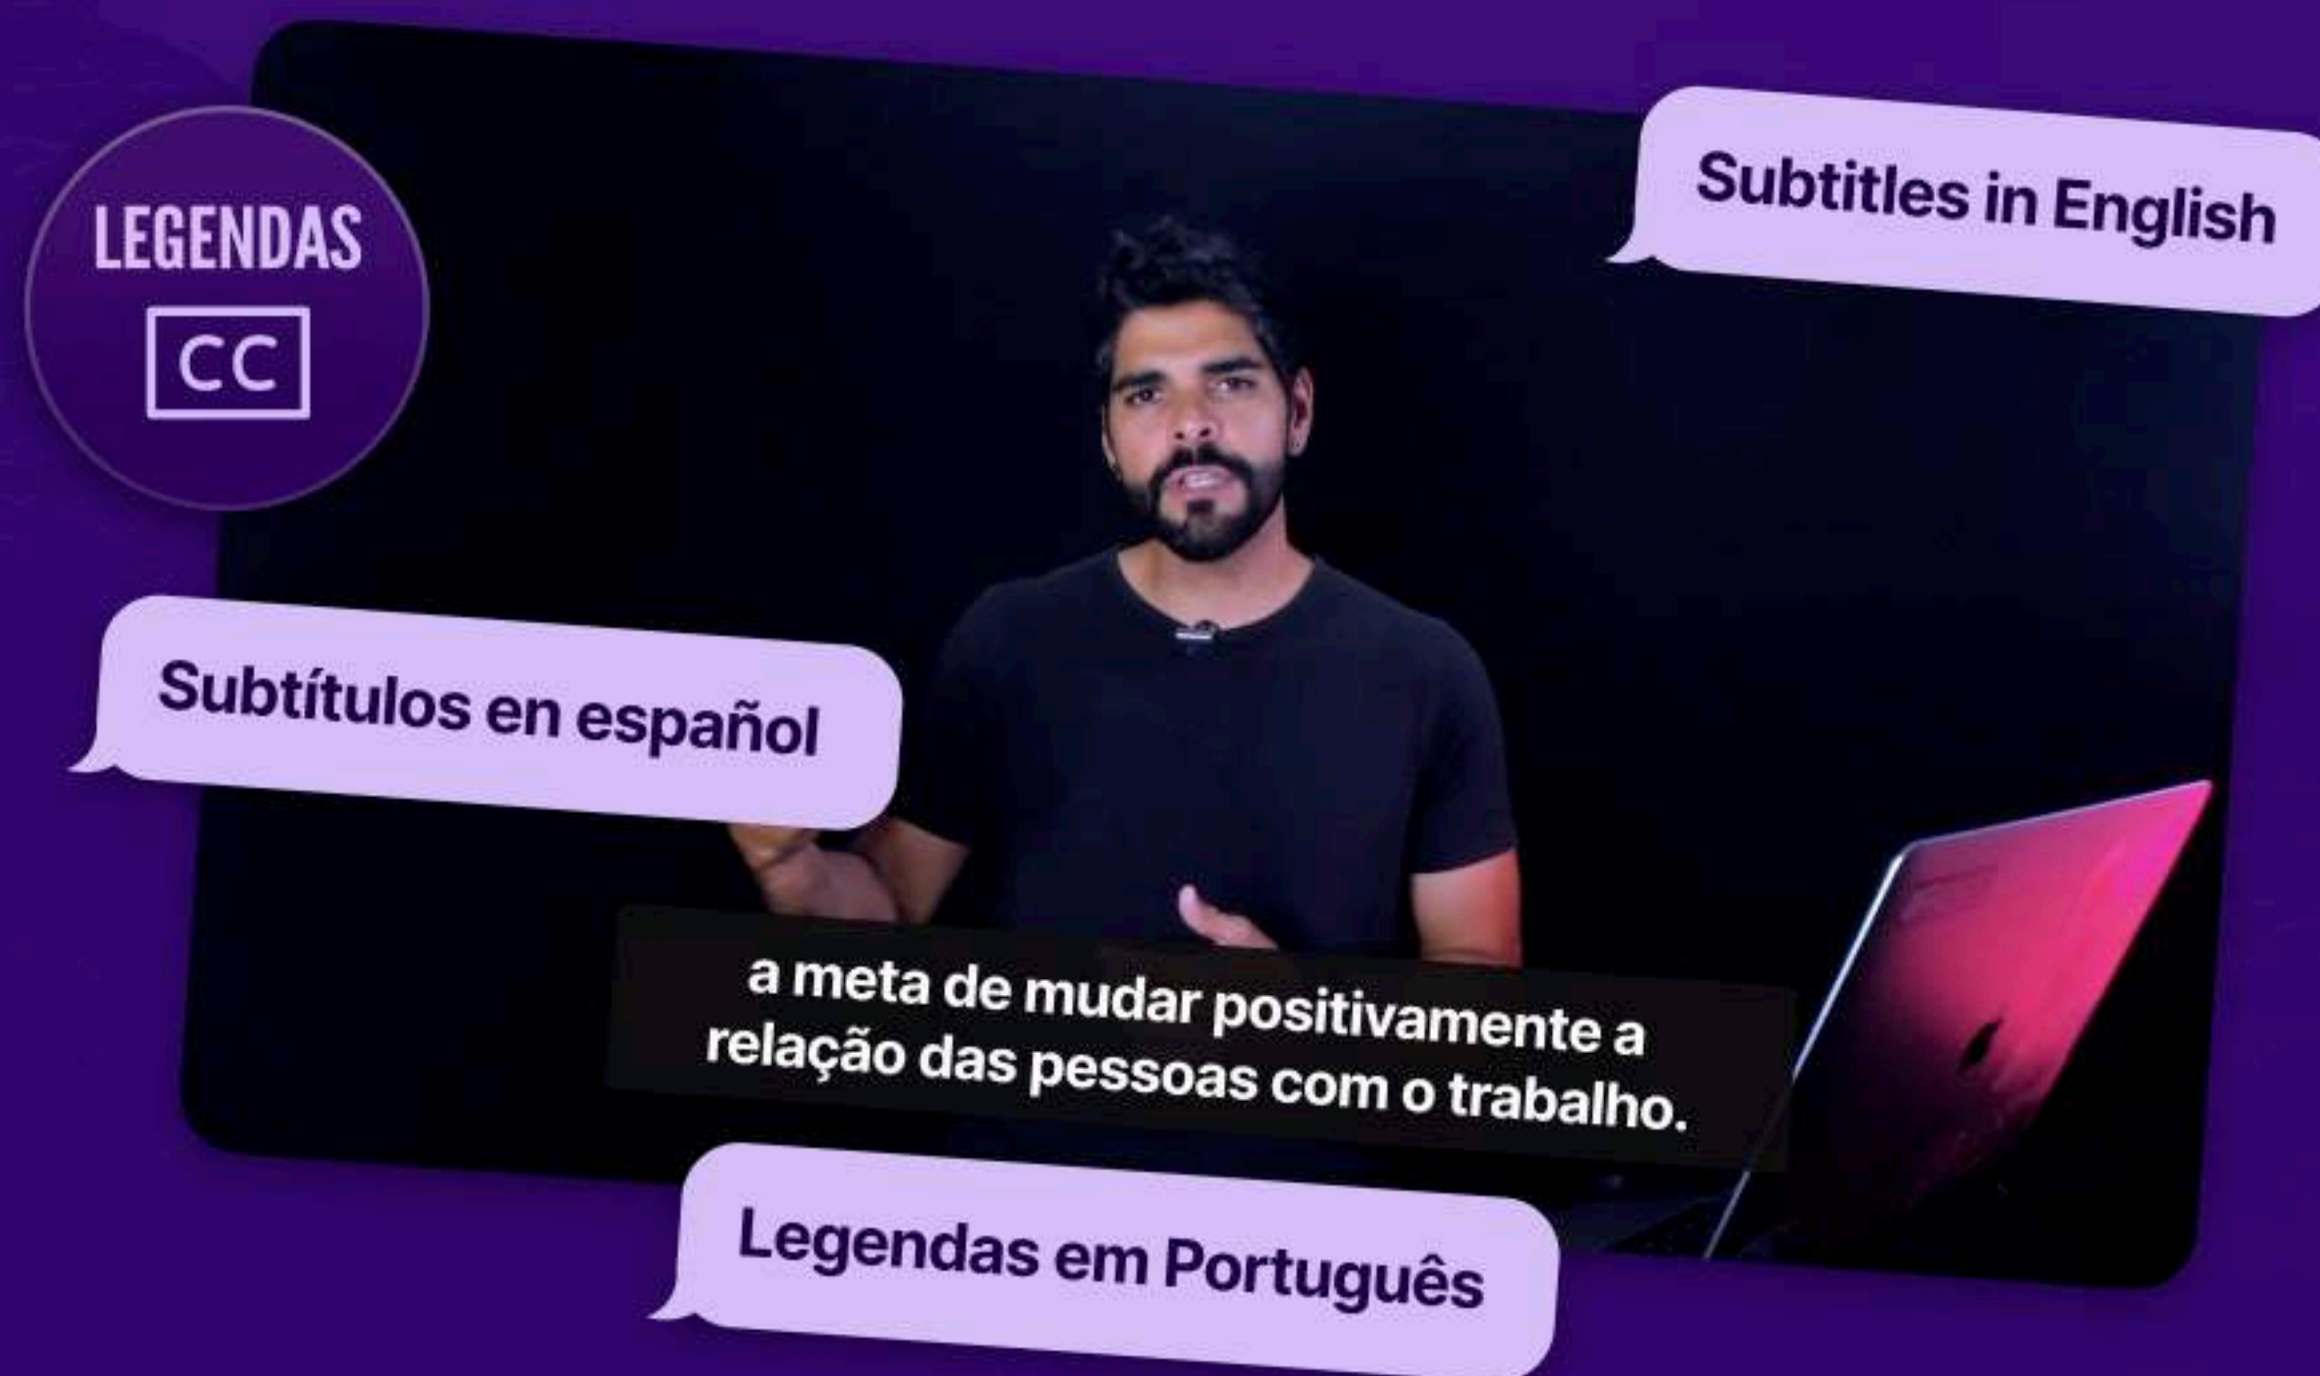 LEGENDAS
CC
Subtitles in English
Subtítulos en español
a meta de mudar positivamente a
relação das pessoas com o trabalho.
Legendas em Português